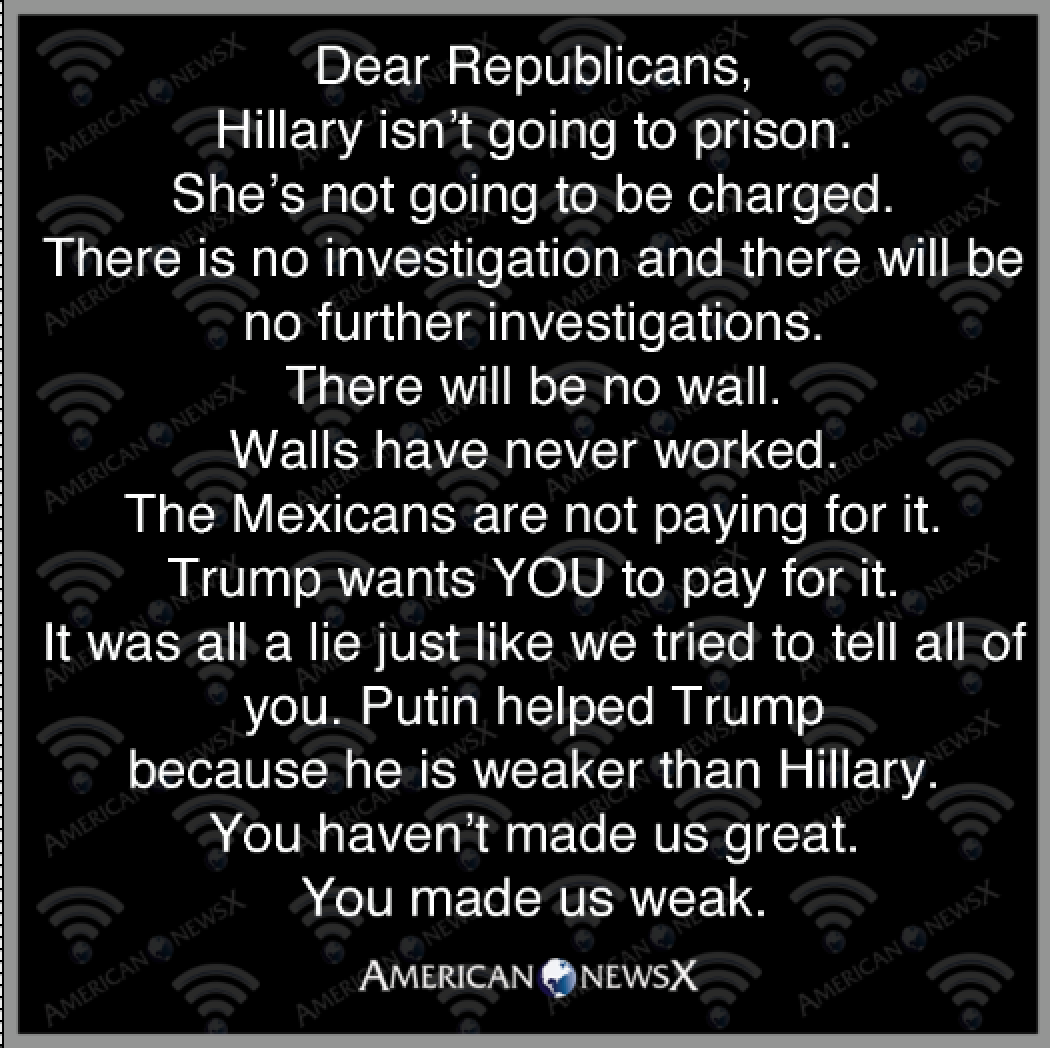 Dear Republicans,
Hillary isn’t going to prison.
She’s not going to be charged.
There is no investigation and there will be
no further investigations.
There will be no wall.
Walls have never worked.
The Mexicans are not paying for it.
Trump wants YOU to pay for it.
It was all a lie just like we tried to tell all of
you. Putin helped Trump
because he is weaker than Hillary.
You haven’t made us great.
You made us weak.
AMERICAN NEWSX